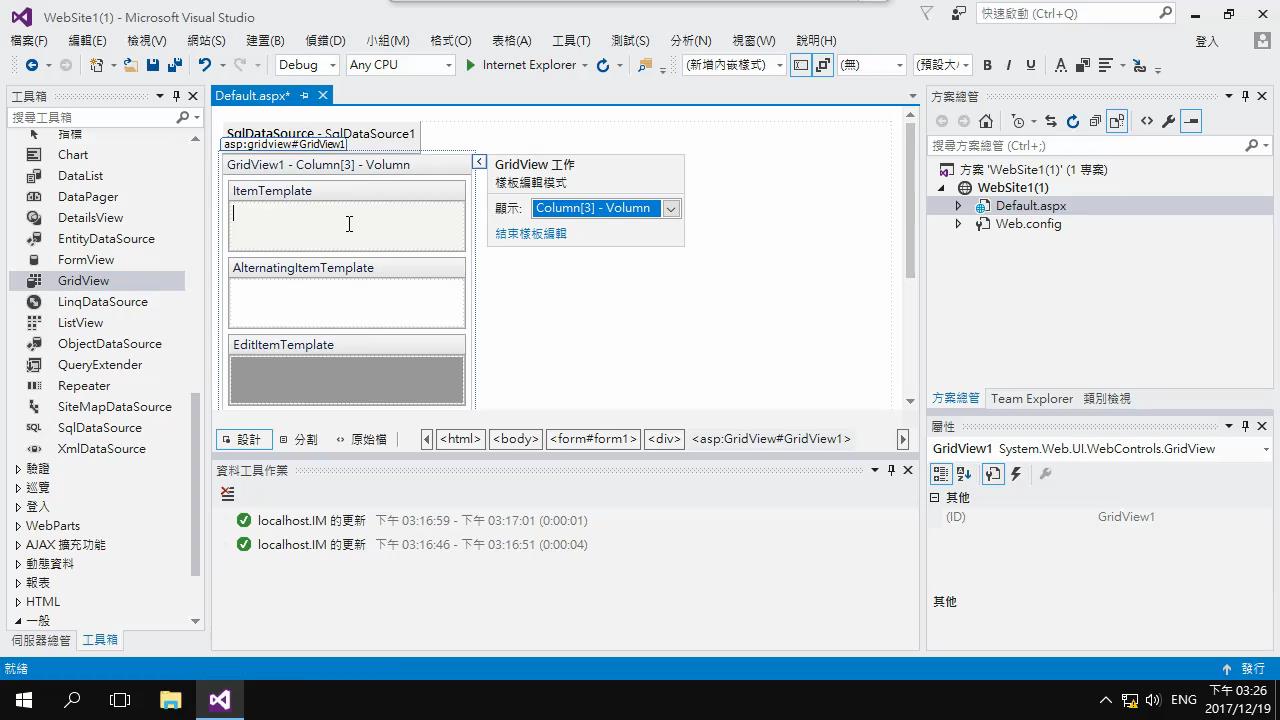 WebSite1(1) - Microsoft Visual Studio
快速啟動 (Ctrl+Q)
檔案(F) 編輯(E) 檢視(V) 網站(S) 建置(B) 偵錯(D) 小組(M) 格式(O) 表格(A) 工具(T) 測試(S) 分析(N) 視窗(W) 說明(H) 登入
Debug Any CPU Internet Explorer (新增內嵌樣式) (無) (預設大/ B I U A
工具箱
搜尋工具箱
指標
Chart
DataList
DataPager
DetailsView
EntityDataSource
FormView
GridView
LinqDataSource
ListView
ObjectDataSource
QueryExtender
Repeater
SiteMapDataSource
SqlDataSource
XmlDataSource
驗證
巡覽
登入
WebParts
AJAX 擴充功能
動態資料
報表
HTML
一般
伺服器總管 工具箱
Default.aspx*
SqlDataSource - SqlDataSource1
asp:gridview#GridView1
GridView1 - Column[3] - Volumn
ItemTemplate
AlternatingItemTemplate
EditItemTemplate
GridView 工作
樣板編輯模式
顯示: Column[3] - Volumn
結束樣板編輯
設計 分割 原始檔 <html> <body> <form#form1> <div> <asp:GridView#GridView1>
資料工具作業
localhost.IM 的更新 下午 03:16:59 - 下午 03:17:01 (0:00:01)
localhost.IM 的更新 下午 03:16:46 - 下午 03:16:51 (0:00:04)
方案總管
搜尋方案總管 (Ctrl+;)
方案 'WebSite1(1)' (1 專案)
WebSite1(1)
Default.aspx
Web.config
方案總管 Team Explorer 類別檢視
屬性
GridView1 System.Web.UI.WebControls.GridView
其他
(ID) GridView1
其他
就緒
發行
ENG
下午 03:26
2017/12/19